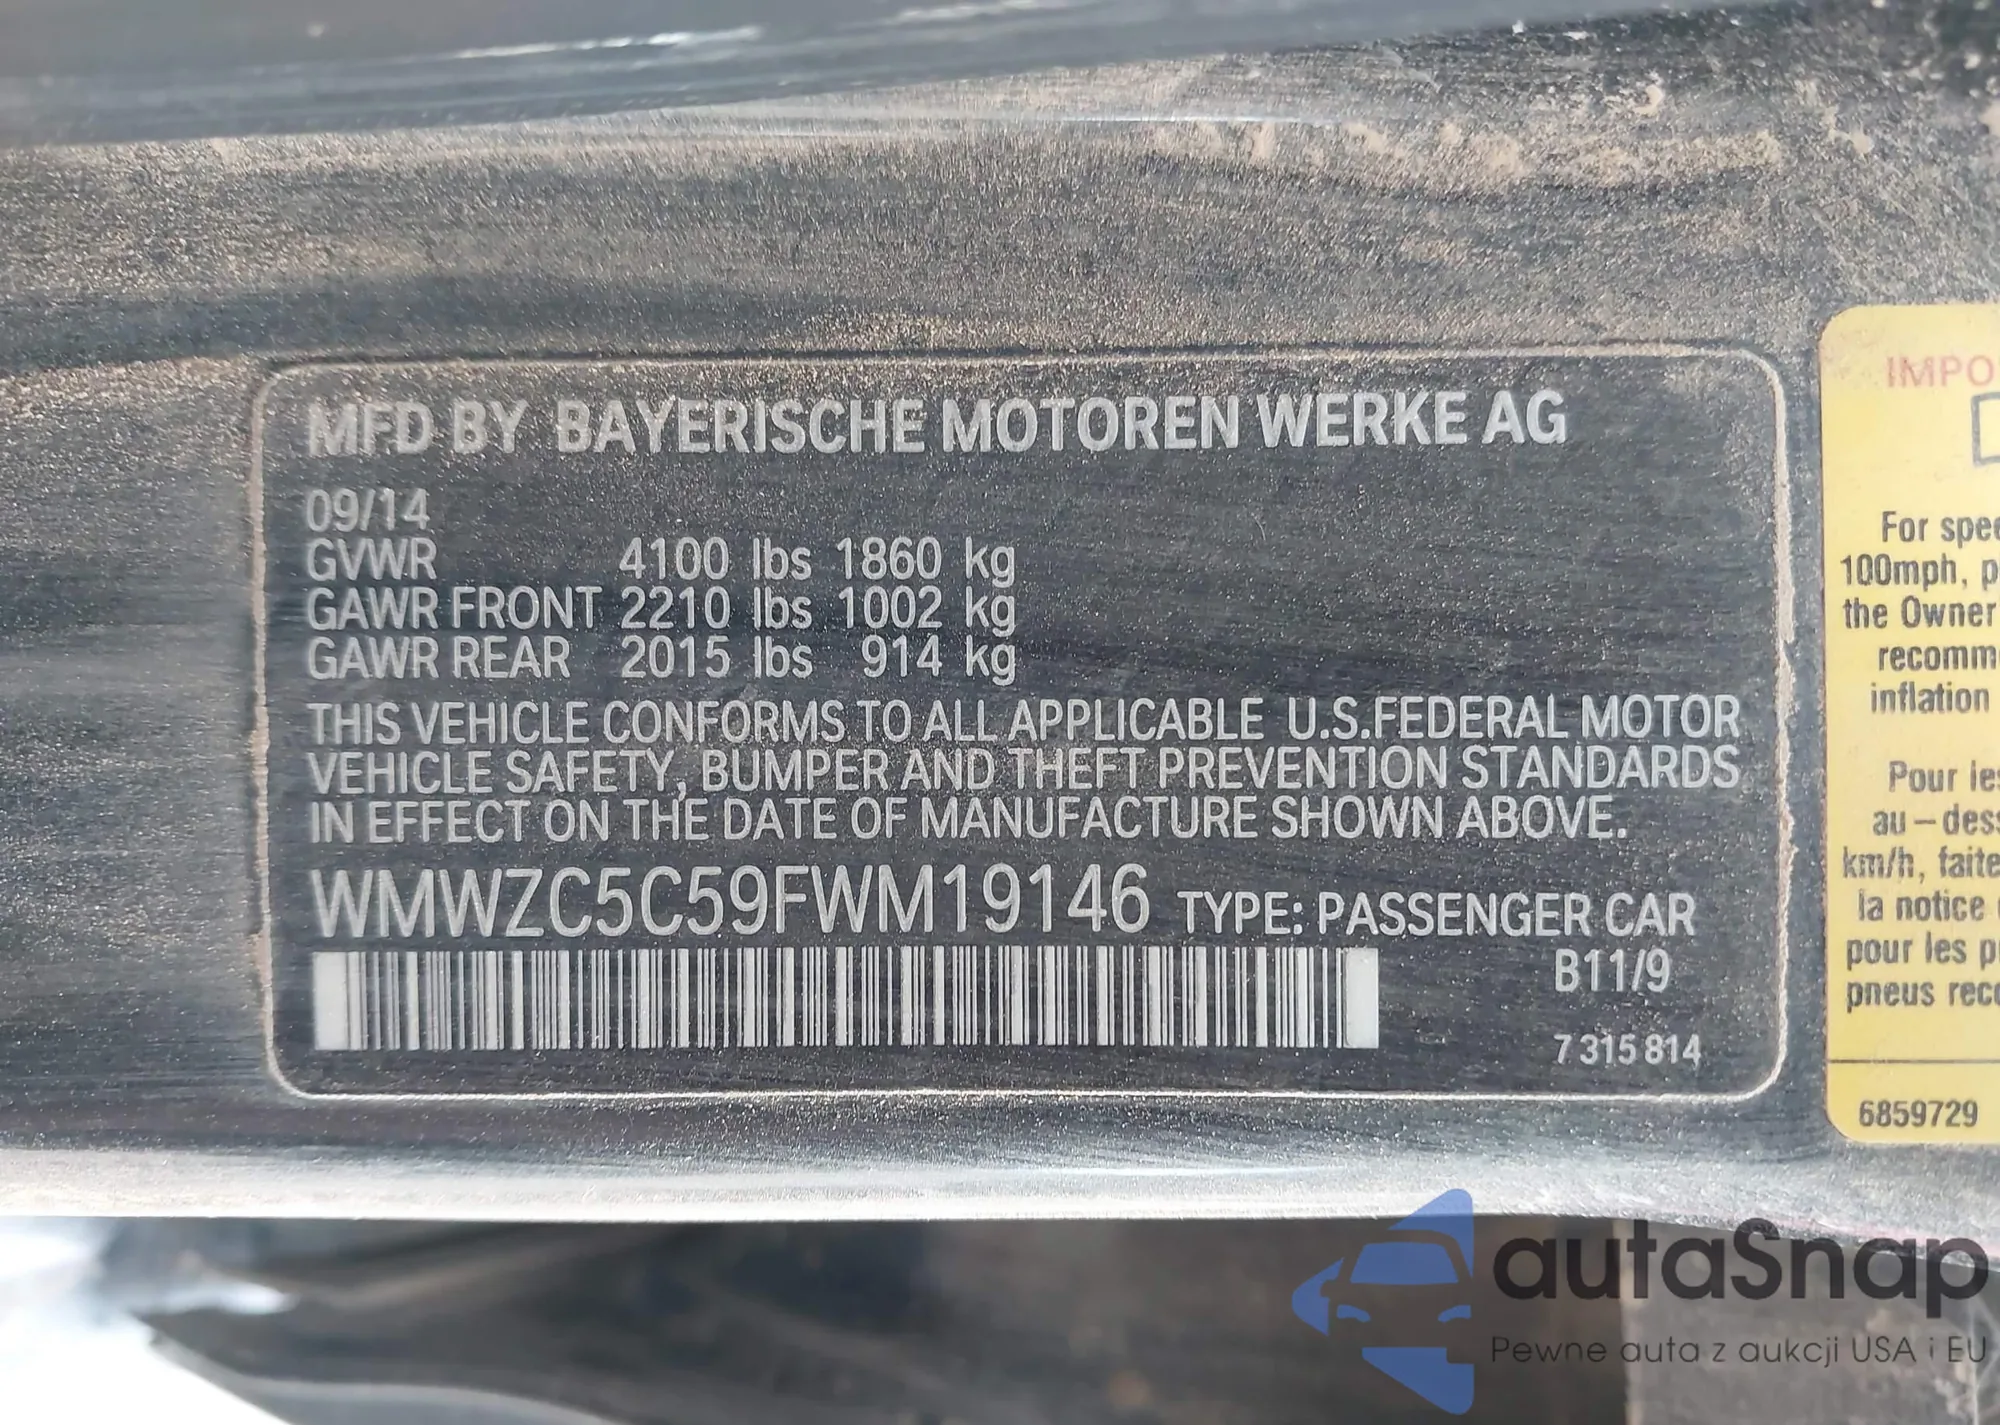 MFD BY BAYERISCHE MOTOREN WERKE AG
09/14
GVWR 4100 lbs 1860 kg
GAWR FRONT 2210 lbs 1002 kg
GAWR REAR 2015 lbs 914 kg
THIS VEHICLE CONFORMS TO ALL APPLICABLE U.S.FEDERAL MOTOR
VEHICLE SAFETY, BUMPER AND THEFT PREVENTION STANDARDS
IN EFFECT ON THE DATE OF MANUFACTURE SHOWN ABOVE.
WMWZC5C59FWM19146 TYPE: PASSENGER CAR
B11/9
7 315 814
For
100mph,
the Owner
inflation
Pour
km/h,
la notice
pour les
pneus
6859729
autaSnap
Pewne auta z aukcji USA i EU